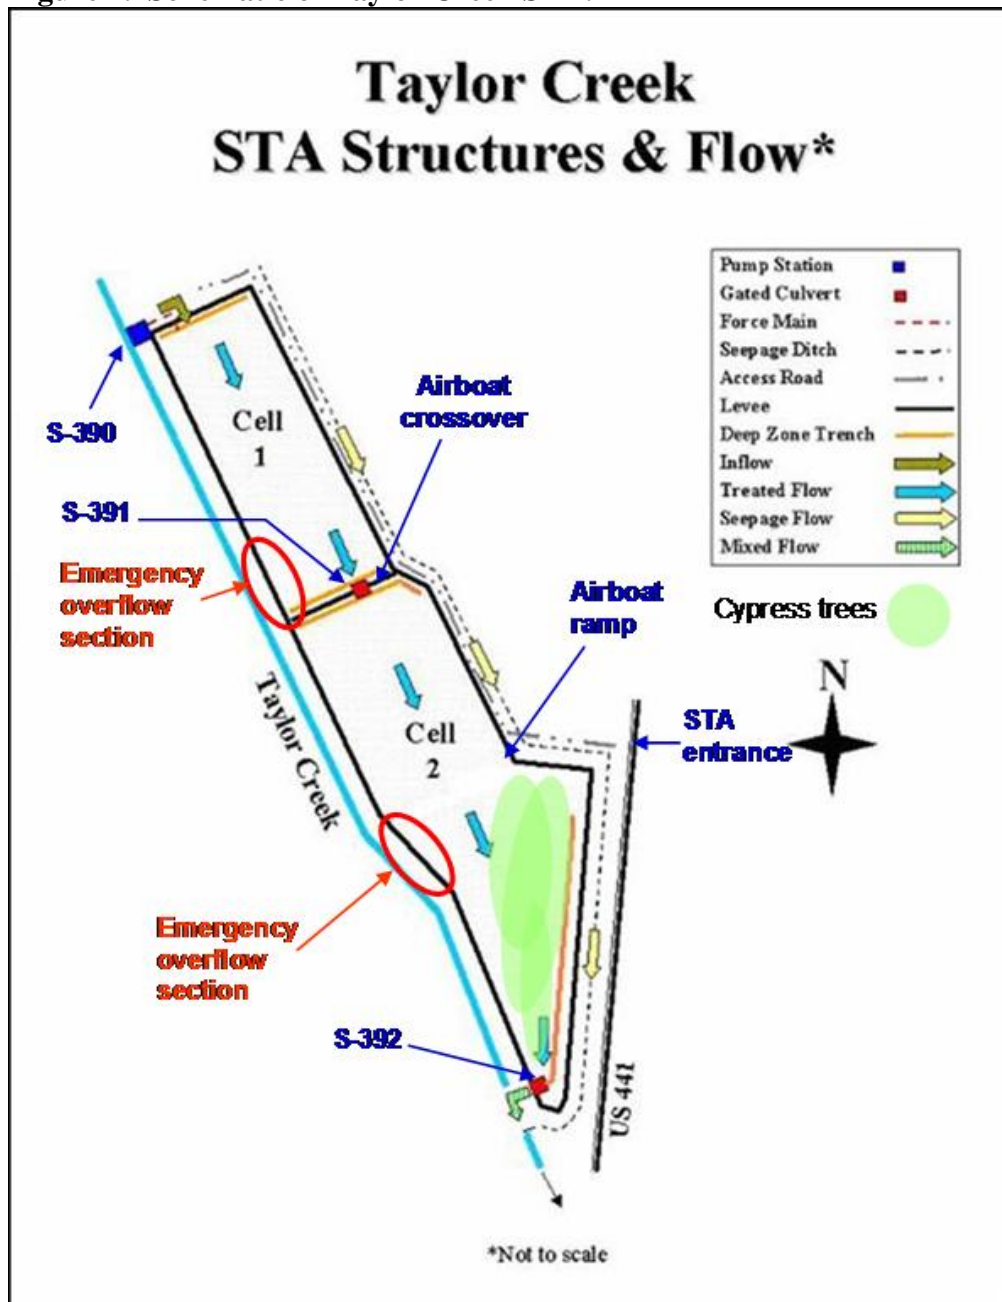 Taylor Creek
STA Structures & Flow*
Pump Station
Gated Culvert
Force Main
Seepage Ditch
Access Road
Levee
Deep Zone Trench
Inflow
Treated Flow
Seepage Flow
Mixed Flow
Cypress trees
N
S-390
Cell
1
Airboat
crossover
S-391
Emergency
overflow
section
Airboat
ramp
Taylor Creek
Cell
2
STA
entrance
Emergency
overflow
section
S-392
US 441
*Not to scale